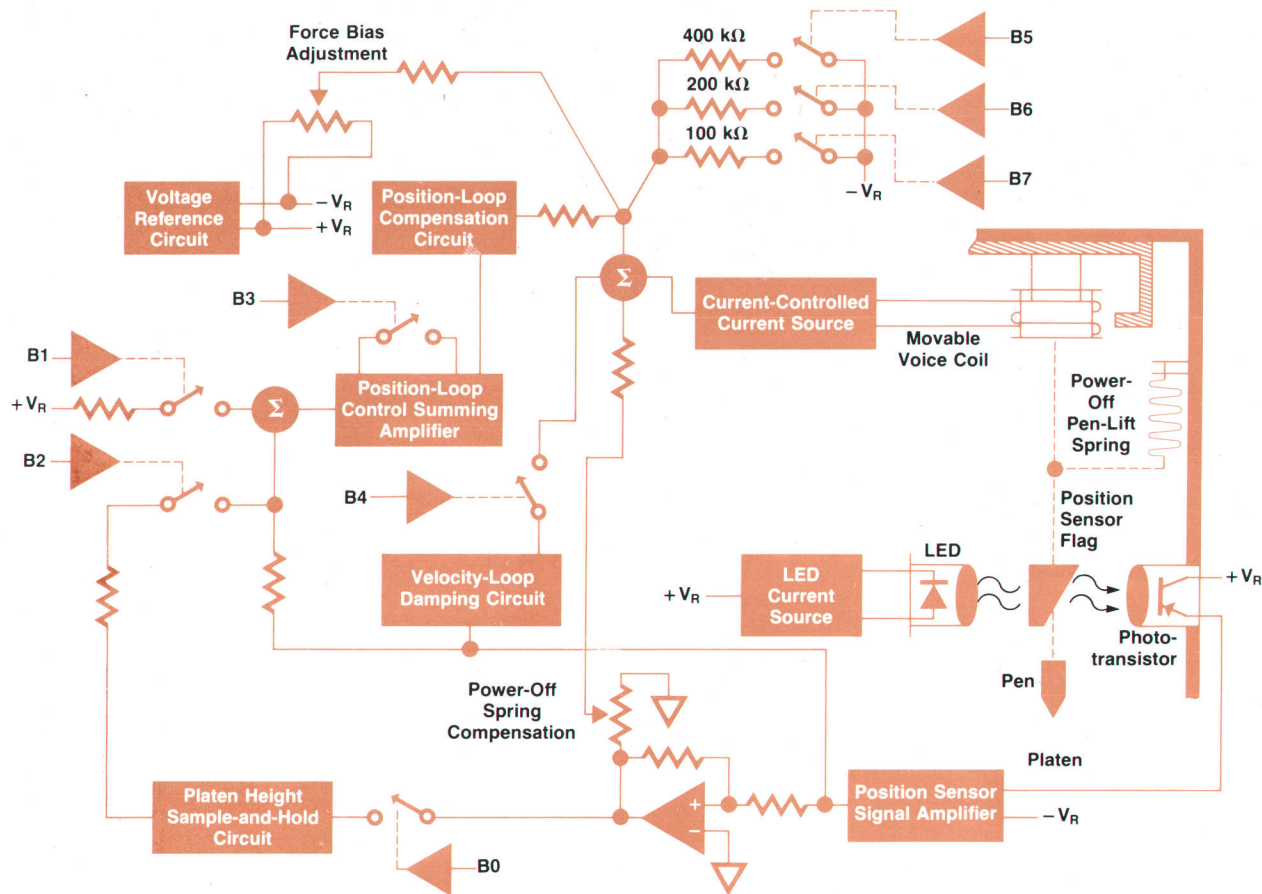 Force Bias
Adjustment
400 kΩ
200 kΩ
100 kΩ
B5
B6
B7
−VR
Voltage
Reference
Circuit
−VR
+VR
Position-Loop
Compensation
Circuit
Σ
Current-Controlled
Current Source
Movable
Voice Coil
B3
B1
+VR
B2
Σ
Position-Loop
Control Summing
Amplifier
Power-
Off
Pen-Lift
Spring
B4
Velocity-Loop
Damping Circuit
Position
Sensor
Flag
LED
+VR
LED
Current
Source
+VR
Photo-
transistor
Pen
Power-Off
Spring
Compensation
Platen
Platen Height
Sample-and-Hold
Circuit
B0
+
−
Position Sensor
Signal Amplifier
−VR